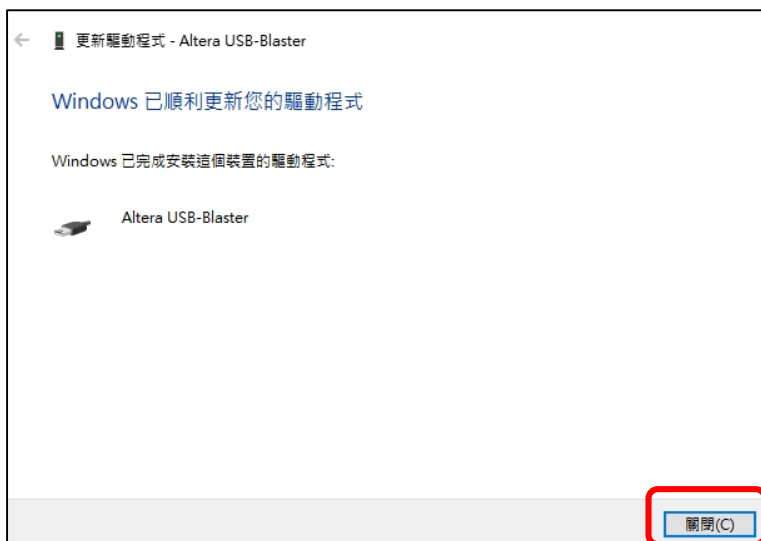 更新驅動程式 - Altera USB-Blaster
Windows 已順利更新您的驅動程式
Windows 已完成安裝這個裝置的驅動程式:
Altera USB-Blaster
關閉(C)